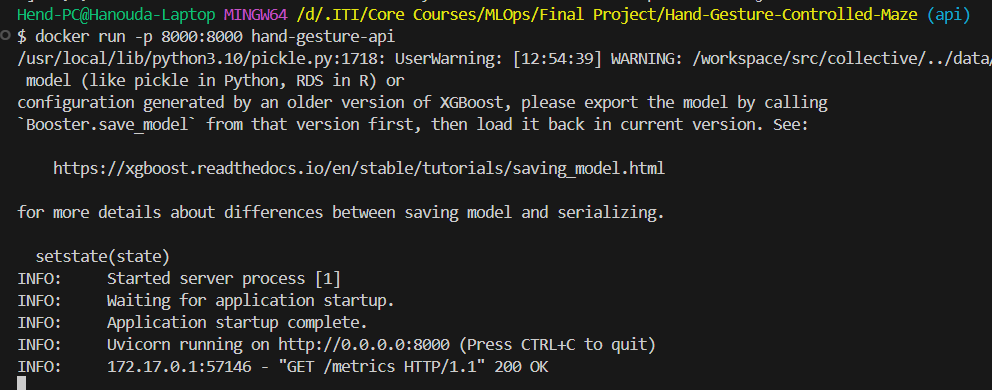 Hend-PC@Hanouda-Laptop MINGW64 /d/.ITI/Core Courses/MLOps/Final Project/Hand-Gesture-Controlled-Maze (api)
$ docker run -p 8000:8000 hand-gesture-api
/usr/local/lib/python3.10/pickle.py:1718: UserWarning: [12:54:39] WARNING: /workspace/src/collective/../data/
 model (like pickle in Python, RDS in R) or
configuration generated by an older version of XGBoost, please export the model by calling
`Booster.save_model` from that version first, then load it back in current version. See:
https://xgboost.readthedocs.io/en/stable/tutorials/saving_model.html
for more details about differences between saving model and serializing.
setstate(state)
INFO:     Started server process [1]
INFO:     Waiting for application startup.
INFO:     Application startup complete.
INFO:     Uvicorn running on http://0.0.0.0:8000 (Press CTRL+C to quit)
INFO:     172.17.0.1:57146 - "GET /metrics HTTP/1.1" 200 OK